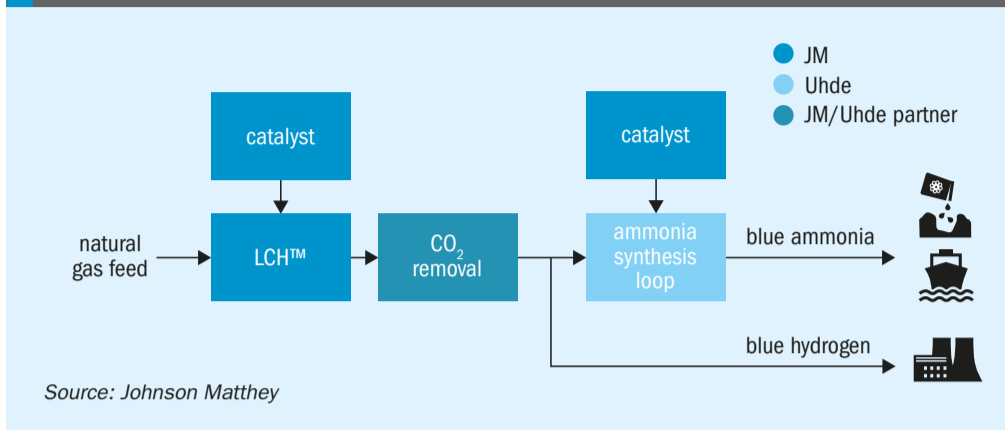 JM
Uhde
JM/Uhde partner
catalyst
catalyst
natural
gas feed
LCH™
CO₂
removal
ammonia
synthesis
loop
blue ammonia
blue hydrogen
Source: Johnson Matthey